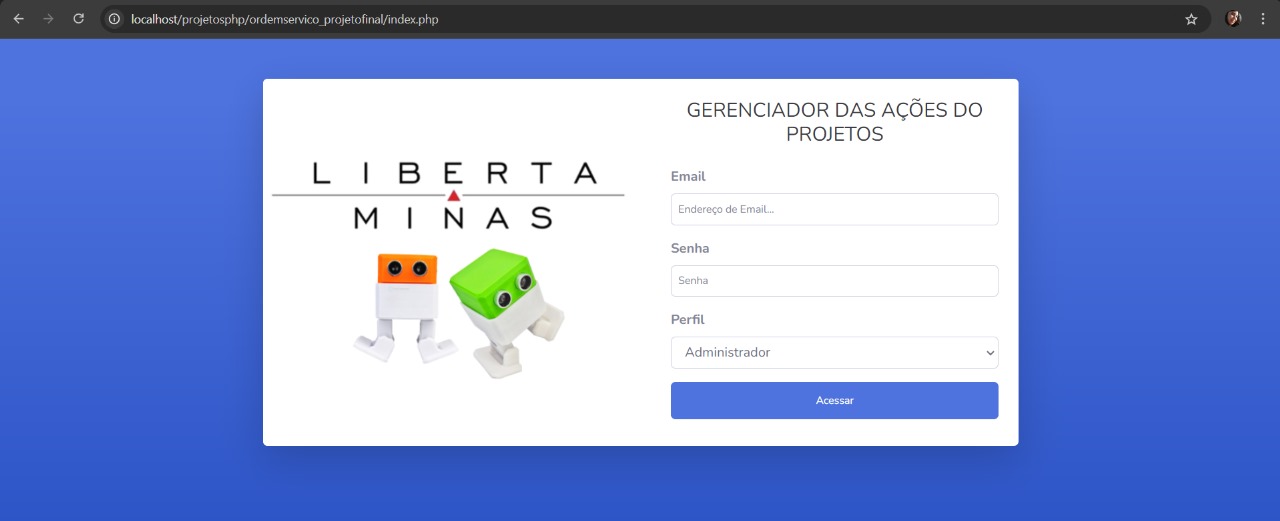 localhost/projetosphp/ordemservico_projetofinal/index.php
LIBERTA
MINAS
GERENCIADOR DAS AÇÕES DO
PROJETOS
Email
Endereço de Email...
Senha
Senha
Perfil
Administrador
Acessar